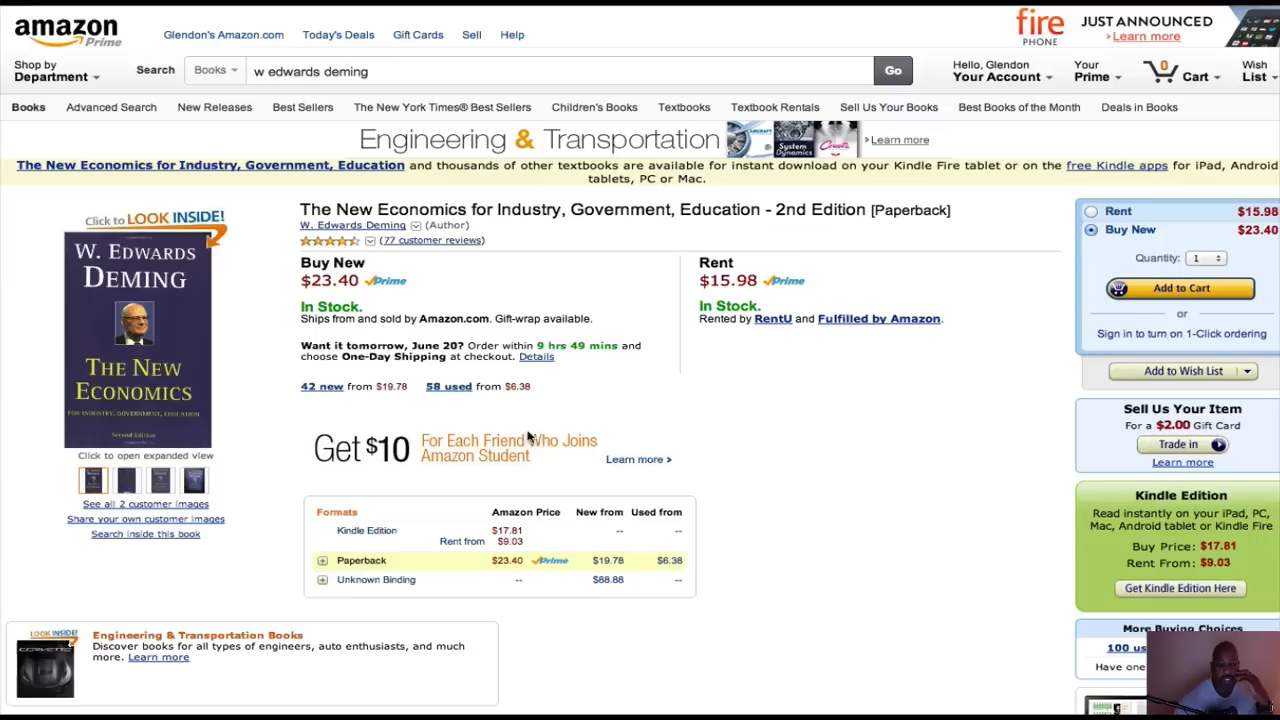 amazon
Prime
Glendon's Amazon.com
Today's Deals
Gift Cards
Sell
Help
fire
PHONE
JUST ANNOUNCED
›Learn more
Shop by
Department
Search
Books
w edwards deming
Go
Hello, Glendon
Your Account
Your
Prime
0
Cart
Wish
List
Books
Advanced Search
New Releases
Best Sellers
The New York Times® Best Sellers
Children's Books
Textbooks
Textbook Rentals
Sell Us Your Books
Best Books of the Month
Deals in Books
Engineering & Transportation
AIRCRAFT
System
Dynamics
› Learn more
The New Economics for Industry, Government, Education and thousands of other textbooks are available for instant download on your Kindle Fire tablet or on the free Kindle apps for iPad, Android
tablets, PC or Mac.
Click to LOOK INSIDE!
W. EDWARDS
DEMING
THE NEW
ECONOMICS
FOR INDUSTRY, GOVERNMENT, EDUCATION
Second Edition
Click to open expanded view
See all 2 customer images
Share your own customer images
Search inside this book
The New Economics for Industry, Government, Education - 2nd Edition [Paperback]
W. Edwards Deming (Author)
(77 customer reviews)
Buy New
$23.40 Prime
In Stock.
Ships from and sold by Amazon.com. Gift-wrap available.
Want it tomorrow, June 20? Order within 9 hrs 49 mins and
choose One-Day Shipping at checkout. Details
42 new from $19.78
58 used from $6.38
Rent
$15.98 Prime
In Stock.
Rented by RentU and Fulfilled by Amazon.
Get $10
For Each Friend Who Joins
Amazon Student
Learn more ›
Formats Amazon Price New from Used from
Kindle Edition $17.81 -- --
Rent from $9.03
Paperback $23.40 Prime $19.78 $6.38
Unknown Binding -- $88.88 --
LOOK INSIDE!
CORVETTE
Engineering & Transportation Books
Discover books for all types of engineers, auto enthusiasts, and much
more. Learn more
Rent $15.98
Buy New $23.40
Quantity: 1
Add to Cart
or
Sign in to turn on 1-Click ordering
Add to Wish List
Sell Us Your Item
For a $2.00 Gift Card
Trade in
Learn more
Kindle Edition
Read instantly on your iPad, PC,
Mac, Android tablet or Kindle Fire
Buy Price: $17.81
Rent From: $9.03
Get Kindle Edition Here
More Buying Choices
100
Have one